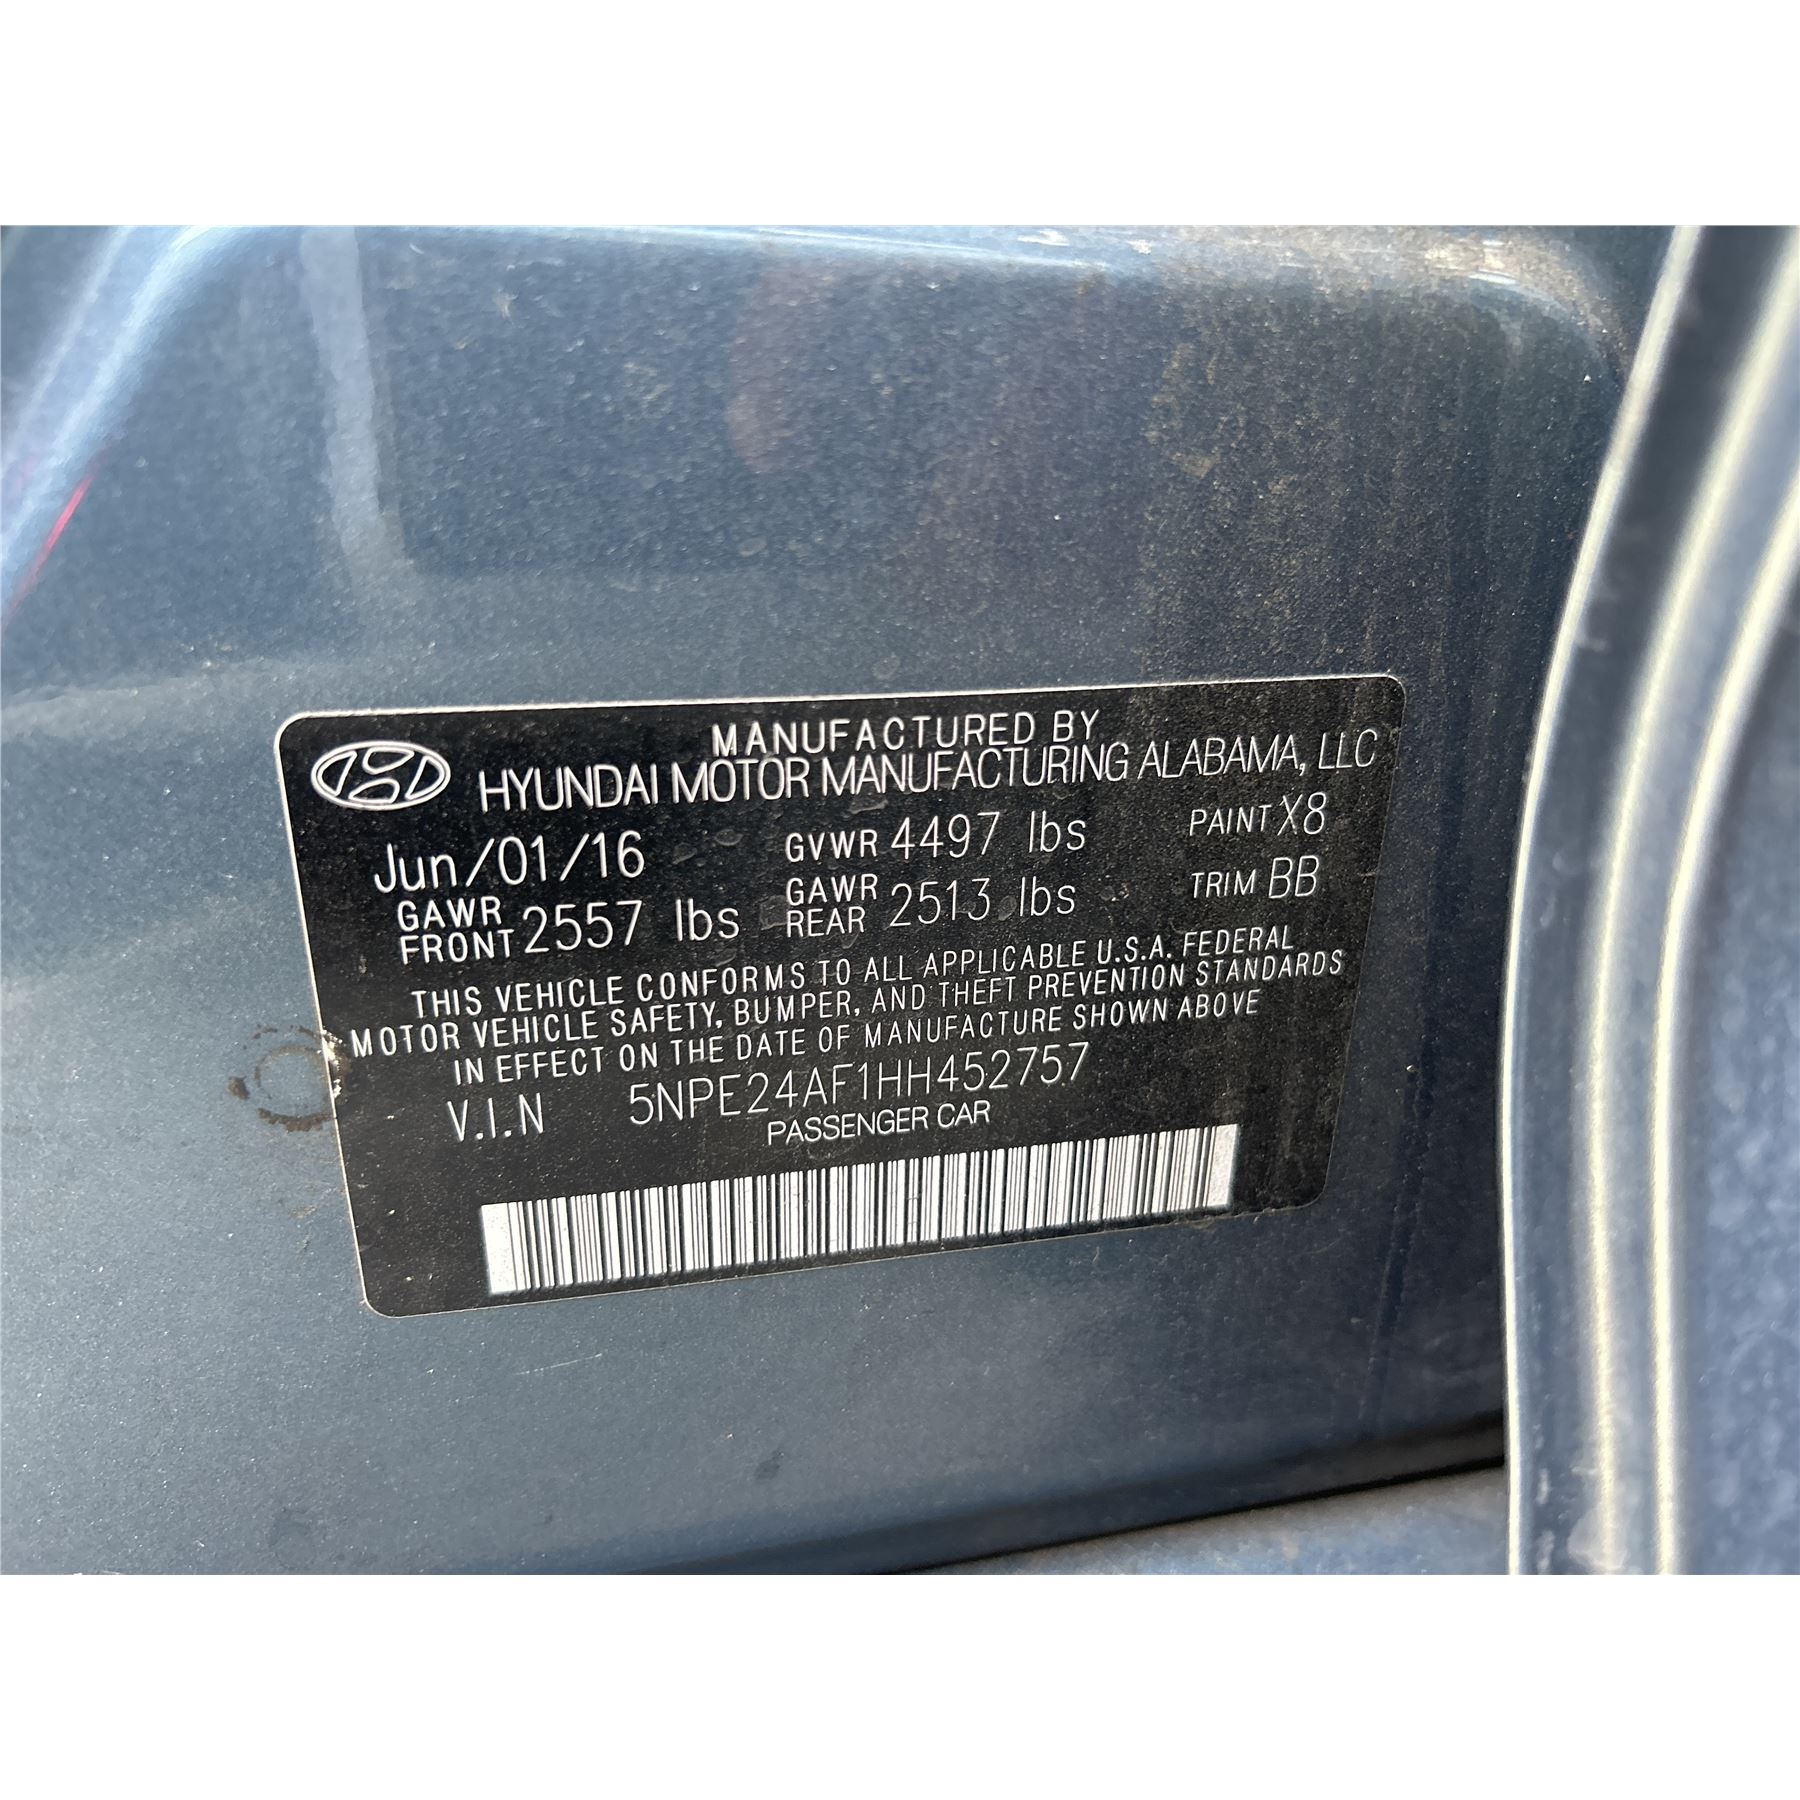 MANUFACTURED BY
HYUNDAI MOTOR MANUFACTURING ALABAMA, LLC
Jun/01/16 GVWR 4497 lbs PAINT X8
GAWR FRONT 2557 lbs GAWR REAR 2513 lbs TRIM BB
THIS VEHICLE CONFORMS TO ALL APPLICABLE U.S.A. FEDERAL
MOTOR VEHICLE SAFETY, BUMPER, AND THEFT PREVENTION STANDARDS
IN EFFECT ON THE DATE OF MANUFACTURE SHOWN ABOVE
V.I.N 5NPE24AF1HH452757
PASSENGER CAR